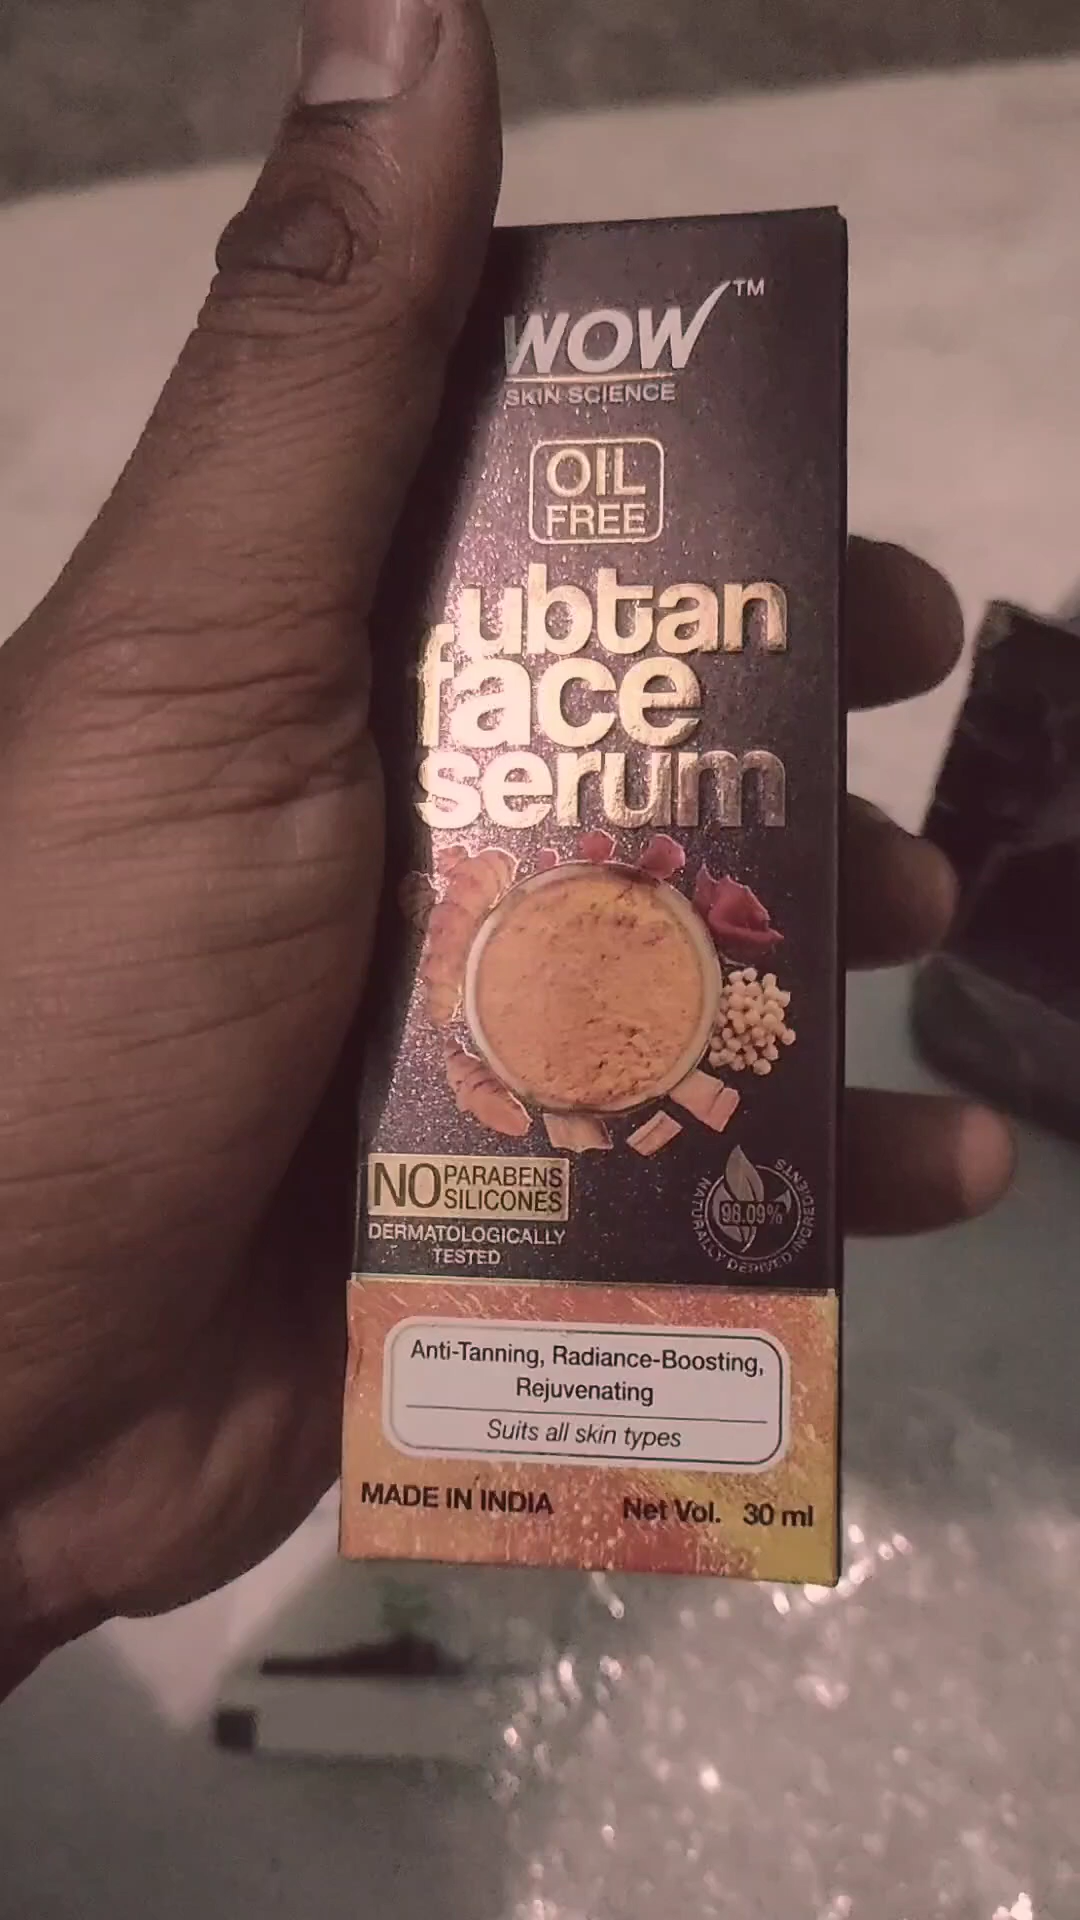 WOW™
SKIN SCIENCE
OIL
FREE
ubtan
face
serum
NO PARABENS
SILICONES
DERMATOLOGICALLY
TESTED
98.09%
NATURALLY DERIVED INGREDIENTS
Anti-Tanning, Radiance-Boosting,
Rejuvenating
Suits all skin types
MADE IN INDIA Net Vol. 30 ml